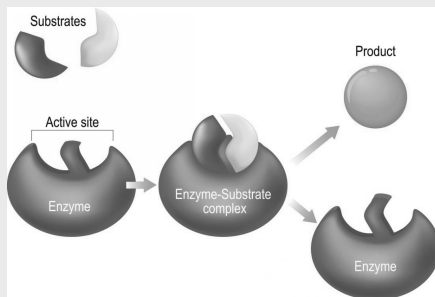 Substrates
Product
Active site
Enzyme
Enzyme-Substrate
complex
Enzyme